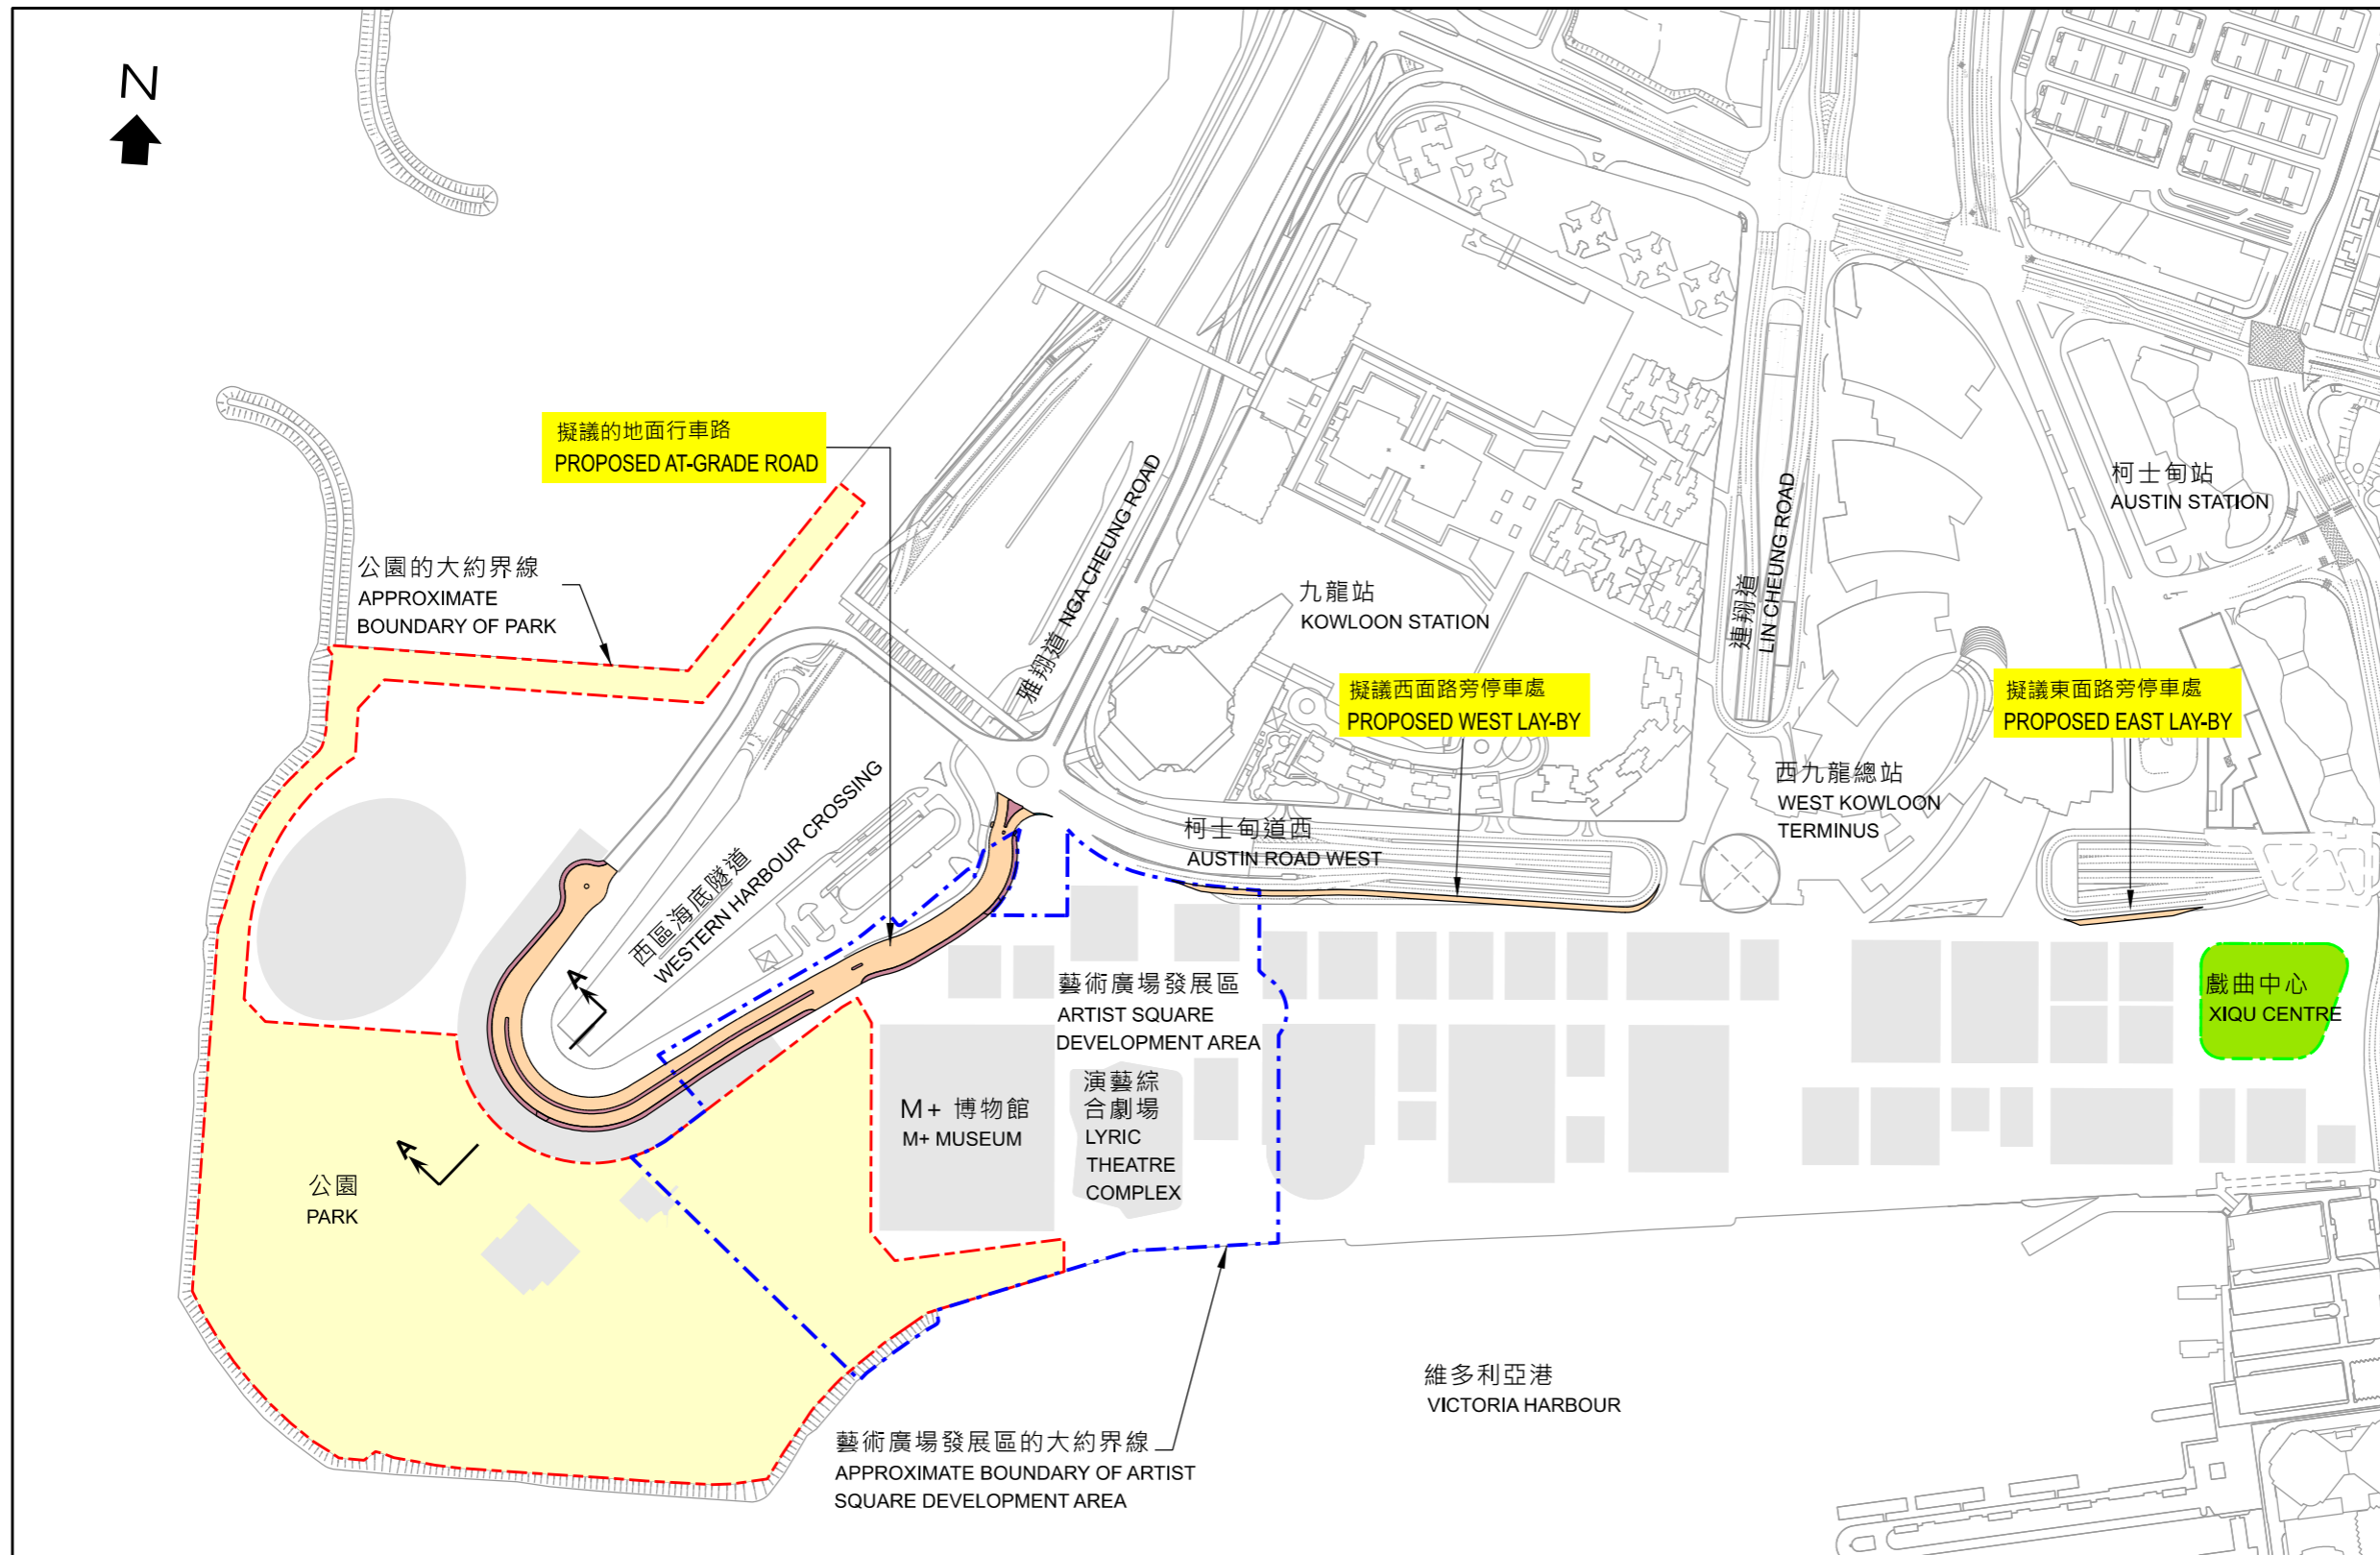 N
擬議的地面行車路
PROPOSED AT-GRADE ROAD
公園的大約界線
APPROXIMATE
BOUNDARY OF PARK
雅翔道 NGA CHEUNG ROAD
九龍站
KOWLOON STATION
連翔道
LIN CHEUNG ROAD
柯士甸站
AUSTIN STATION
擬議西面路旁停車處
PROPOSED WEST LAY-BY
擬議東面路旁停車處
PROPOSED EAST LAY-BY
西九龍總站
WEST KOWLOON
TERMINUS
柯士甸道西
AUSTIN ROAD WEST
西區海底隧道
WESTERN HARBOUR CROSSING
A
A
藝術廣場發展區
ARTIST SQUARE
DEVELOPMENT AREA
戲曲中心
XIQU CENTRE
M+ 博物館
M+ MUSEUM
演藝綜
合劇場
LYRIC
THEATRE
COMPLEX
公園
PARK
維多利亞港
VICTORIA HARBOUR
藝術廣場發展區的大約界線
APPROXIMATE BOUNDARY OF ARTIST
SQUARE DEVELOPMENT AREA